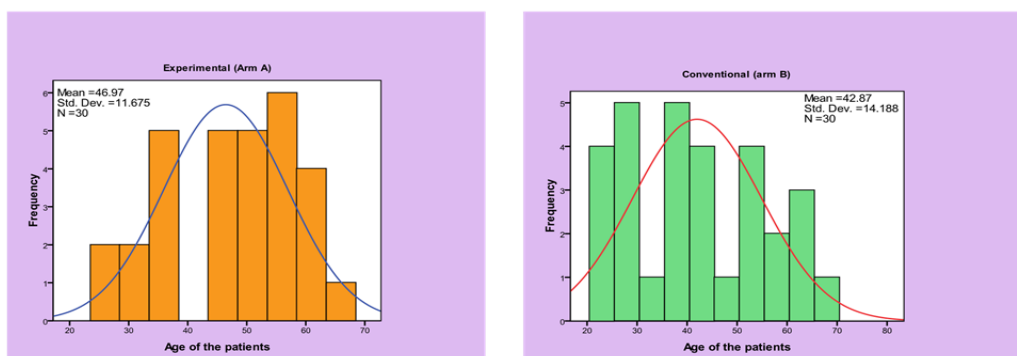 Experimental (Arm A)
Mean =46.97
Std. Dev. =11.675
N =30
6
5
4
3
2
1
0
Frequency
20 30 40 50 60 70
Age of the patients
Conventional (arm B)
Mean =42.87
Std. Dev. =14.188
N =30
5
4
3
2
1
0
Frequency
20 30 40 50 60 70 80
Age of the patients